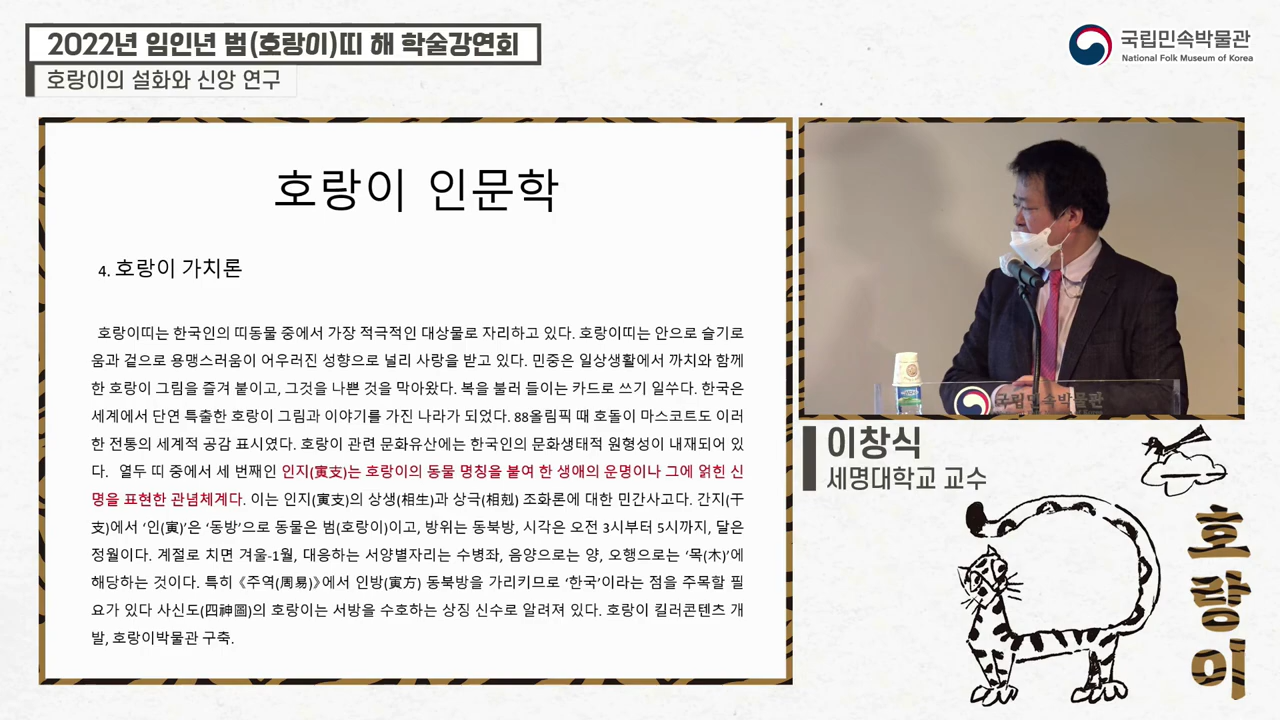 2022년 임인년 범(호랑이)띠 해 학술강연회
호랑이의 설화와 신앙 연구
국립민속박물관
National Folk Museum of Korea
호랑이 인문학
4. 호랑이 가치론
호랑이띠는 한국인의 띠동물 중에서 가장 적극적인 대상물로 자리하고 있다. 호랑이띠는 안으로 슬기로
움과 겉으로 용맹스러움이 어우러진 성향으로 널리 사랑을 받고 있다. 민중은 일상생활에서 까치와 함께
한 호랑이 그림을 즐겨 붙이고, 그것을 나쁜 것을 막아왔다. 복을 불러 들이는 카드로 쓰기 일쑤다. 한국은
세계에서 단연 특출한 호랑이 그림과 이야기를 가진 나라가 되었다. 88올림픽 때 호돌이 마스코트도 이러
한 전통의 세계적 공감 표시였다. 호랑이 관련 문화유산에는 한국인의 문화생태적 원형성이 내재되어 있
다. 열두 띠 중에서 세 번째인 인지(寅支)는 호랑이의 동물 명칭을 붙여 한 생애의 운명이나 그에 얽힌 신
명을 표현한 관념체계다. 이는 인지(寅支)의 상생(相生)과 상극(相剋) 조화론에 대한 민간사고다. 간지(干
支)에서 ‘인(寅)’은 ‘동방’으로 동물은 범(호랑이)이고, 방위는 동북방, 시각은 오전 3시부터 5시까지, 달은
정월이다. 계절로 치면 겨울-1월, 대응하는 서양별자리는 수병좌, 음양으로는 양, 오행으로는 ‘목(木)’에
해당하는 것이다. 특히 《주역(周易)》에서 인방(寅方) 동북방을 가리키므로 ‘한국’이라는 점을 주목할 필
요가 있다 사신도(四神圖)의 호랑이는 서방을 수호하는 상징 신수로 알려져 있다. 호랑이 킬러콘텐츠 개
발, 호랑이박물관 구축.
국립민속박물관
이창식
세명대학교 교수
호랑이